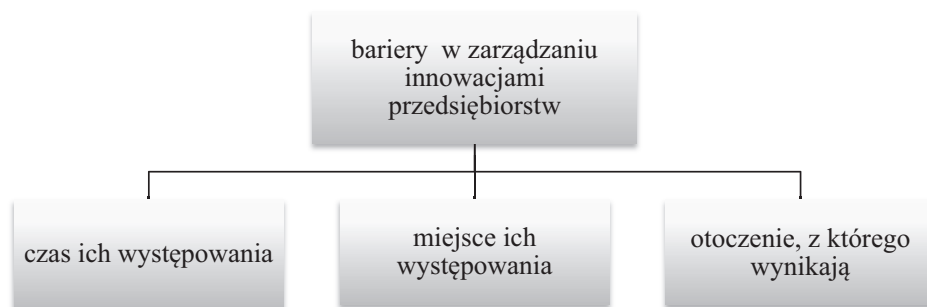 bariery w zarządzaniu
innowacjami
przedsiębiorstw
czas ich występowania
miejsce ich
występowania
otoczenie, z którego
wynikają